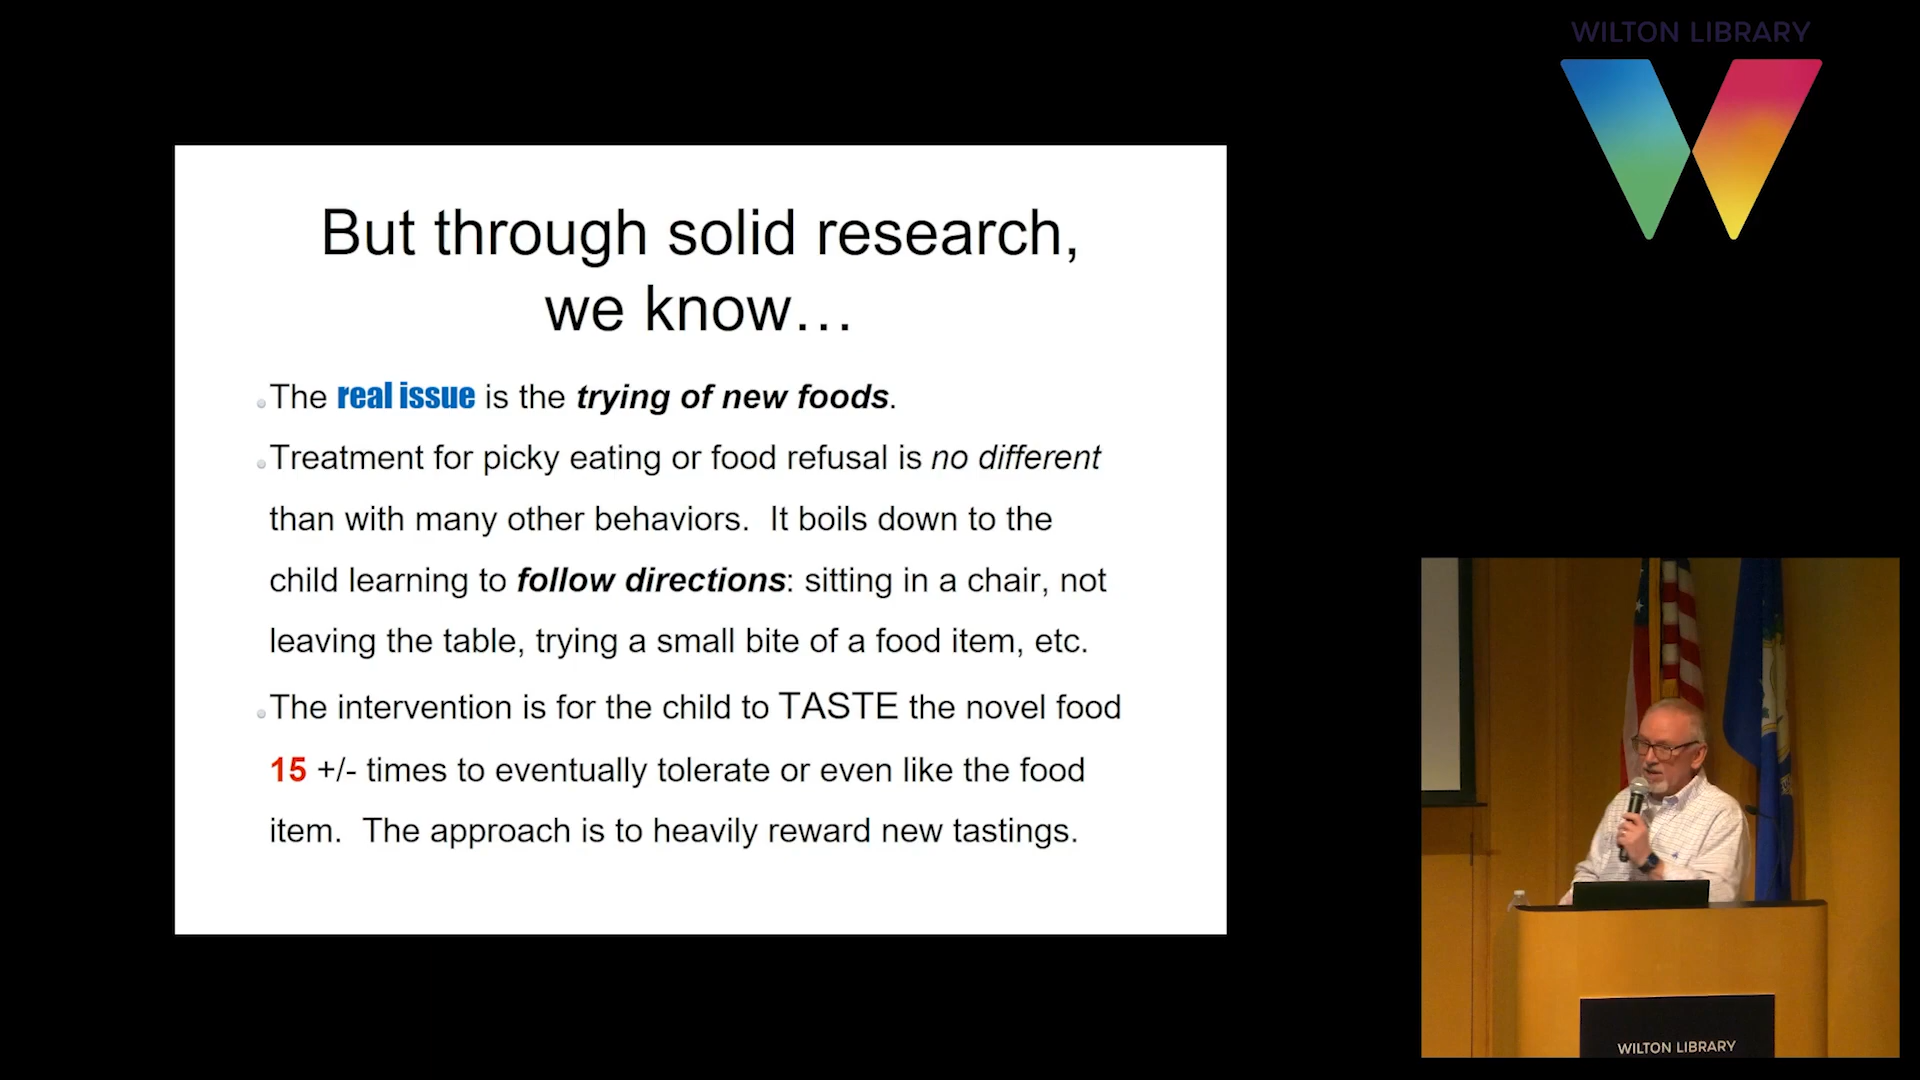 WILTON LIBRARY
But through solid research,
we know…
The real issue is the trying of new foods.
Treatment for picky eating or food refusal is no different
than with many other behaviors.  It boils down to the
child learning to follow directions: sitting in a chair, not
leaving the table, trying a small bite of a food item, etc.
The intervention is for the child to TASTE the novel food
15 +/- times to eventually tolerate or even like the food
item.  The approach is to heavily reward new tastings.
WILTON LIBRARY